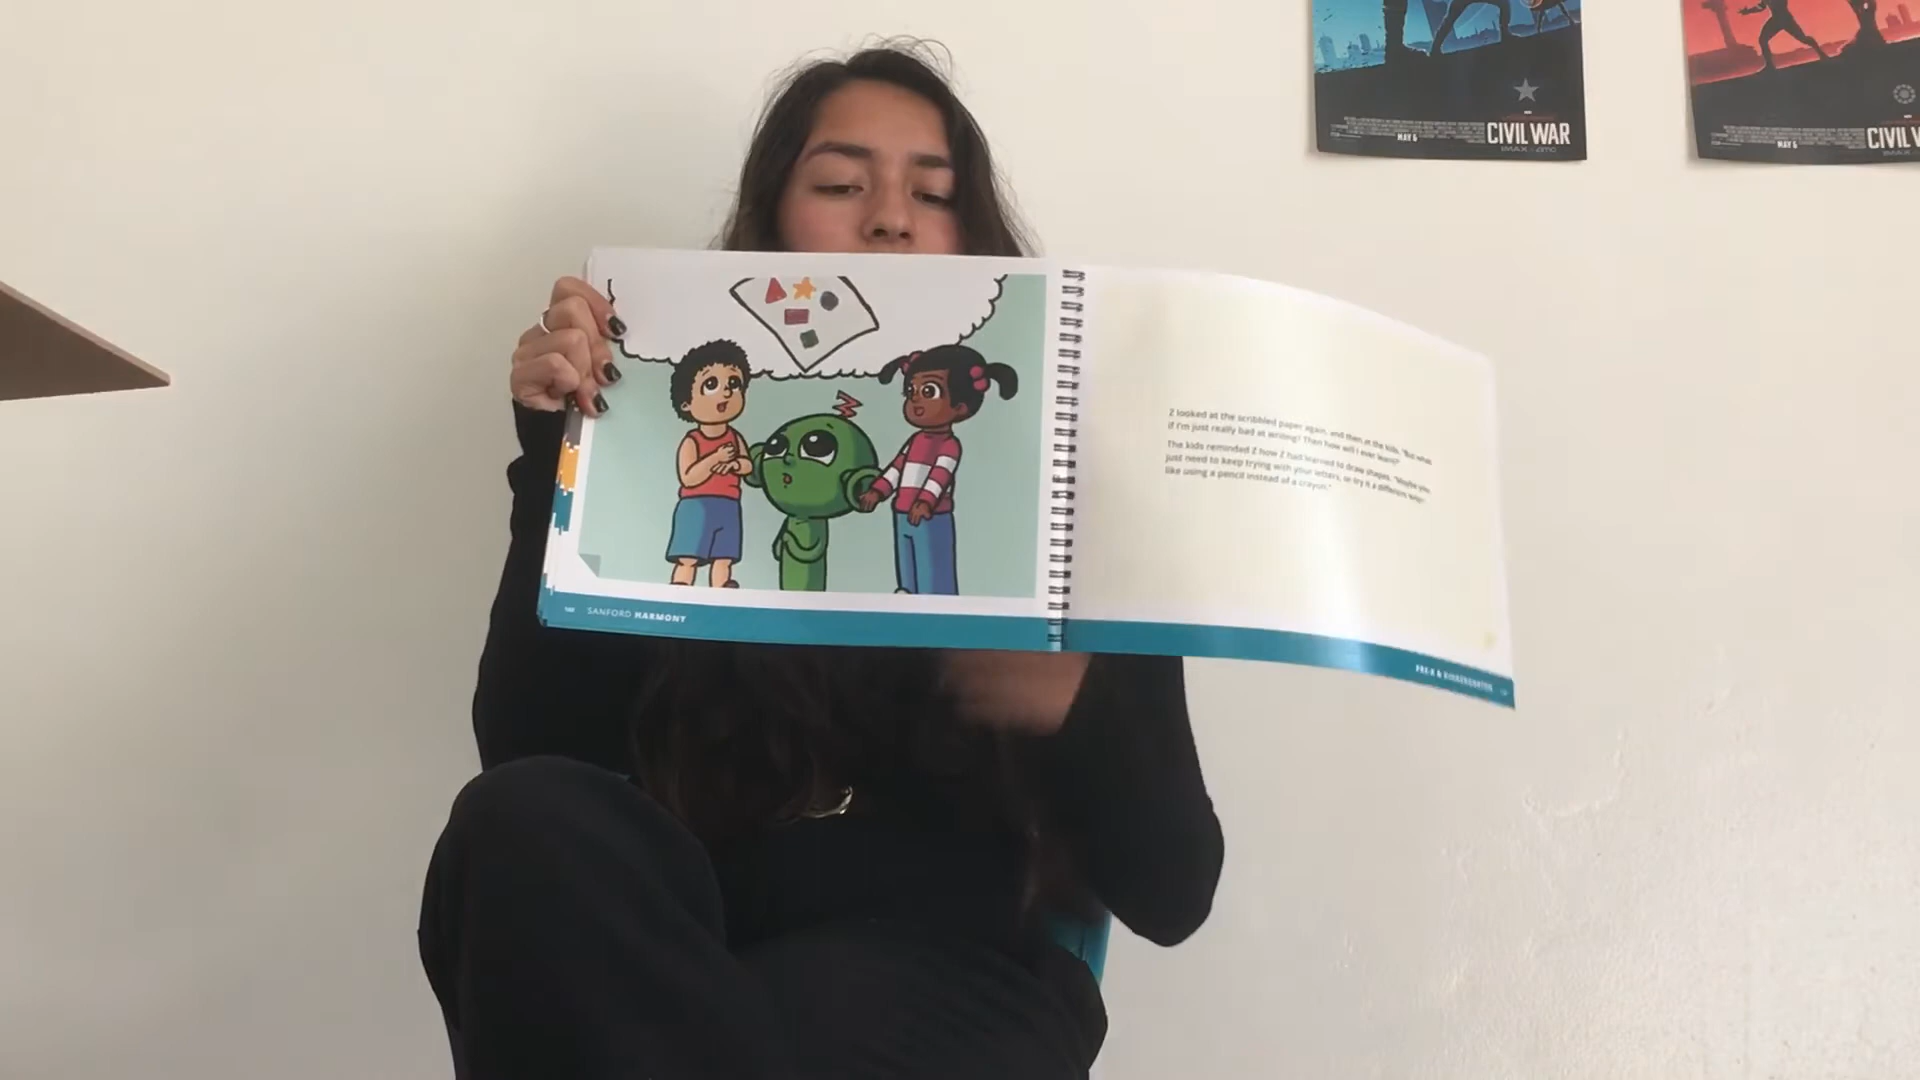 MAY 6
CIVIL WAR
MAY 6
CIVIL W
Z looked at the scribbled paper again, and then at the kids. "But what
if I'm just really bad at writing? Then how will I ever learn?"
The kids reminded Z how Z had learned to draw shapes. "Maybe you
just need to keep trying with your letters, or try it a different way-
like using a pencil instead of a crayon."
SANFORD HARMONY
PRE-K & KINDERGARTEN